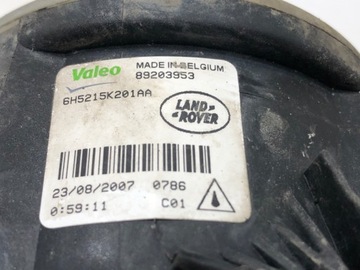 Valeo
MADE IN BELGIUM
89203953
6H5215K201AA
LAND
ROVER
23/08/2007 0786
0:59:11 C01